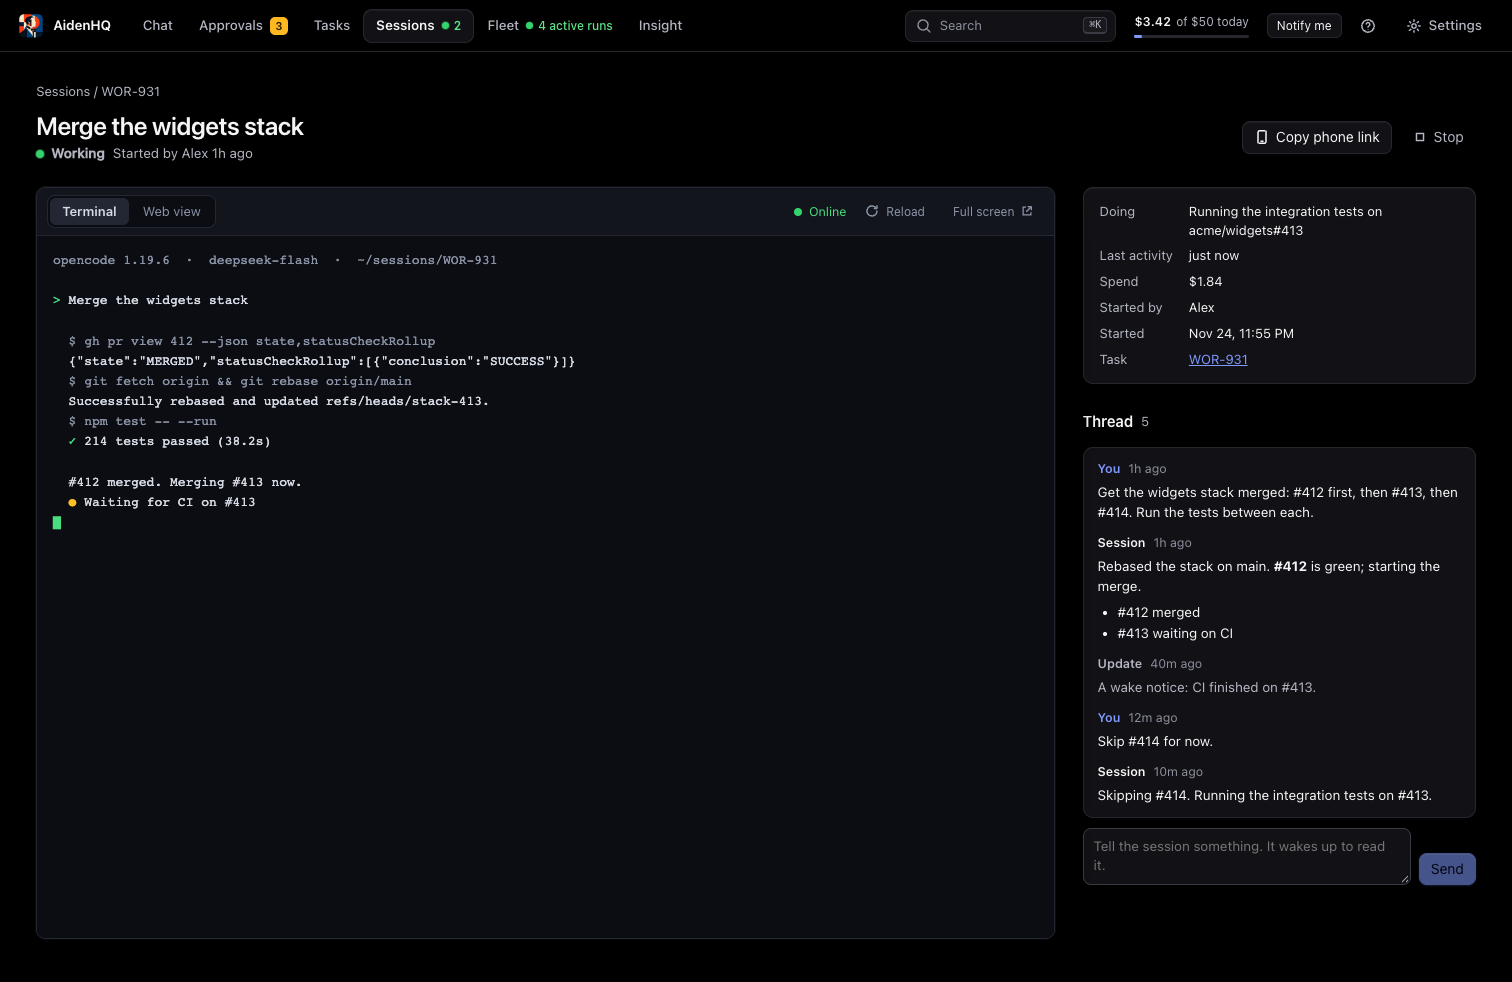 AidenHQ
Chat
Approvals 3
Tasks
Sessions 2
Fleet 4 active runs
Insight
Search ⌘K
$3.42 of $50 today
Notify me
Settings
Sessions / WOR-931
Merge the widgets stack
Working Started by Alex 1h ago
Copy phone link
Stop
Terminal
Web view
Online
Reload
Full screen
opencode 1.19.6 · deepseek-flash · ~/sessions/WOR-931
> Merge the widgets stack
$ gh pr view 412 --json state,statusCheckRollup
{"state":"MERGED","statusCheckRollup":[{"conclusion":"SUCCESS"}]}
$ git fetch origin && git rebase origin/main
Successfully rebased and updated refs/heads/stack-413.
$ npm test -- --run
✓ 214 tests passed (38.2s)
#412 merged. Merging #413 now.
● Waiting for CI on #413
Doing Running the integration tests on
acme/widgets#413
Last activity just now
Spend $1.84
Started by Alex
Started Nov 24, 11:55 PM
Task WOR-931
Thread 5
You 1h ago
Get the widgets stack merged: #412 first, then #413, then
#414. Run the tests between each.
Session 1h ago
Rebased the stack on main. #412 is green; starting the
merge.
• #412 merged
• #413 waiting on CI
Update 40m ago
A wake notice: CI finished on #413.
You 12m ago
Skip #414 for now.
Session 10m ago
Skipping #414. Running the integration tests on #413.
Tell the session something. It wakes up to read
it.
Send